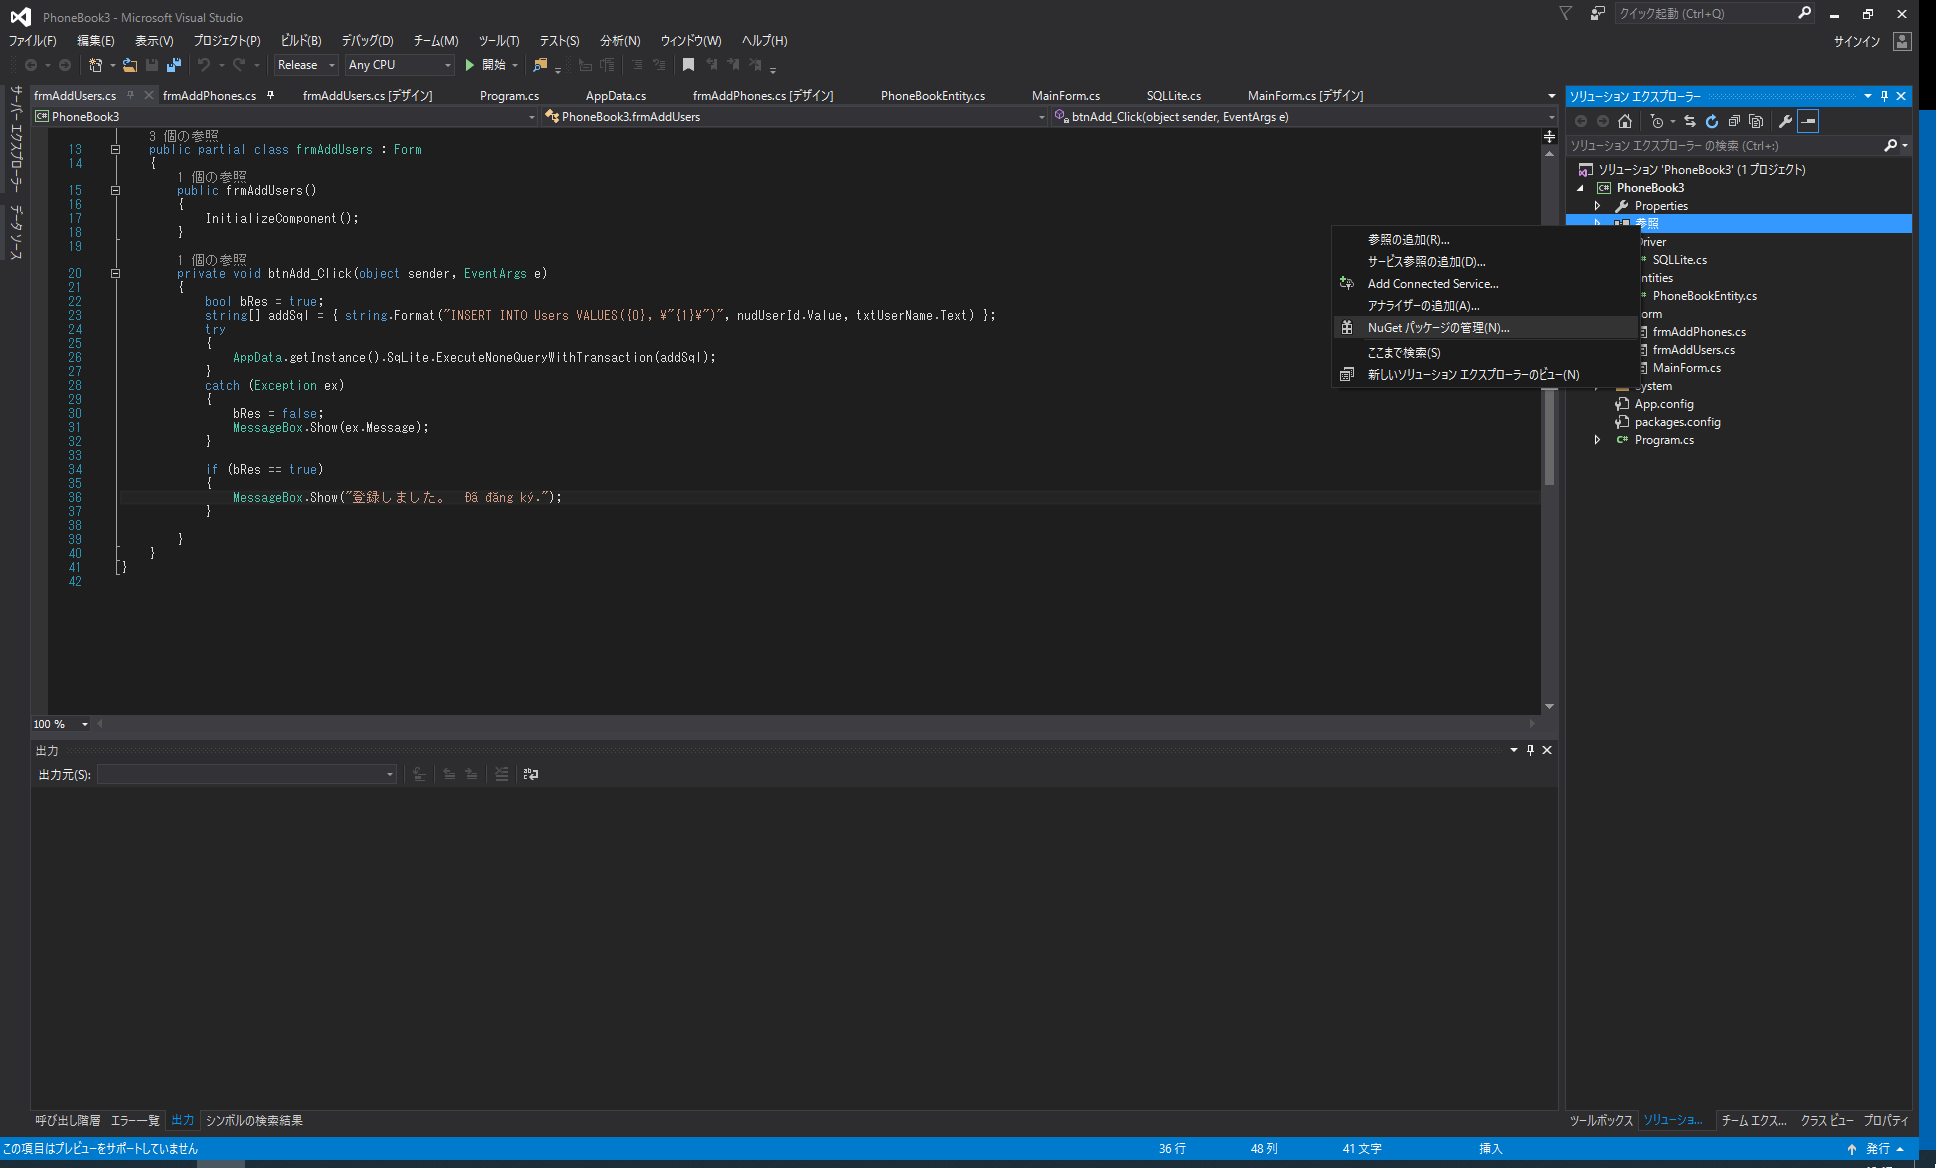 PhoneBook3 - Microsoft Visual Studio
クイック起動 (Ctrl+Q)
ファイル(F) 編集(E) 表示(V) プロジェクト(P) ビルド(B) デバッグ(D) チーム(M) ツール(T) テスト(S) 分析(N) ウィンドウ(W) ヘルプ(H)
サインイン
Release Any CPU 開始
サーバー エクスプローラー
データ ソース
frmAddUsers.cs frmAddPhones.cs frmAddUsers.cs [デザイン] Program.cs AppData.cs frmAddPhones.cs [デザイン] PhoneBookEntity.cs MainForm.cs SQLLite.cs MainForm.cs [デザイン]
PhoneBook3 PhoneBook3.frmAddUsers btnAdd_Click(object sender, EventArgs e)
3 個の参照
13 public partial class frmAddUsers : Form
14 {
1 個の参照
15 public frmAddUsers()
16 {
17 InitializeComponent();
18 }
19
1 個の参照
20 private void btnAdd_Click(object sender, EventArgs e)
21 {
22 bool bRes = true;
23 string[] addSql = { string.Format("INSERT INTO Users VALUES({0}, ¥"{1}¥")", nudUserId.Value, txtUserName.Text) };
24 try
25 {
26 AppData.getInstance().SqLite.ExecuteNoneQueryWithTransaction(addSql);
27 }
28 catch (Exception ex)
29 {
30 bRes = false;
31 MessageBox.Show(ex.Message);
32 }
33
34 if (bRes == true)
35 {
36 MessageBox.Show("登録しました。 Đã đăng ký.");
37 }
38
39 }
40 }
41 }
42
100 %
参照の追加(R)...
サービス参照の追加(D)...
Add Connected Service...
アナライザーの追加(A)...
NuGet パッケージの管理(N)...
ここまで検索(S)
新しいソリューション エクスプローラーのビュー(N)
ソリューション エクスプローラー
ソリューション エクスプローラー の検索 (Ctrl+:)
ソリューション 'PhoneBook3' (1 プロジェクト)
C# PhoneBook3
Properties
参照
river
SQLLite.cs
ntities
PhoneBookEntity.cs
orm
frmAddPhones.cs
frmAddUsers.cs
MainForm.cs
ystem
App.config
packages.config
C# Program.cs
出力
出力元(S):
呼び出し階層 エラー一覧 出力 シンボルの検索結果
ツールボックス ソリューショ... チーム エクス... クラス ビュー プロパティ
この項目はプレビューをサポートしていません 36 行 48 列 41 文字 挿入 発行